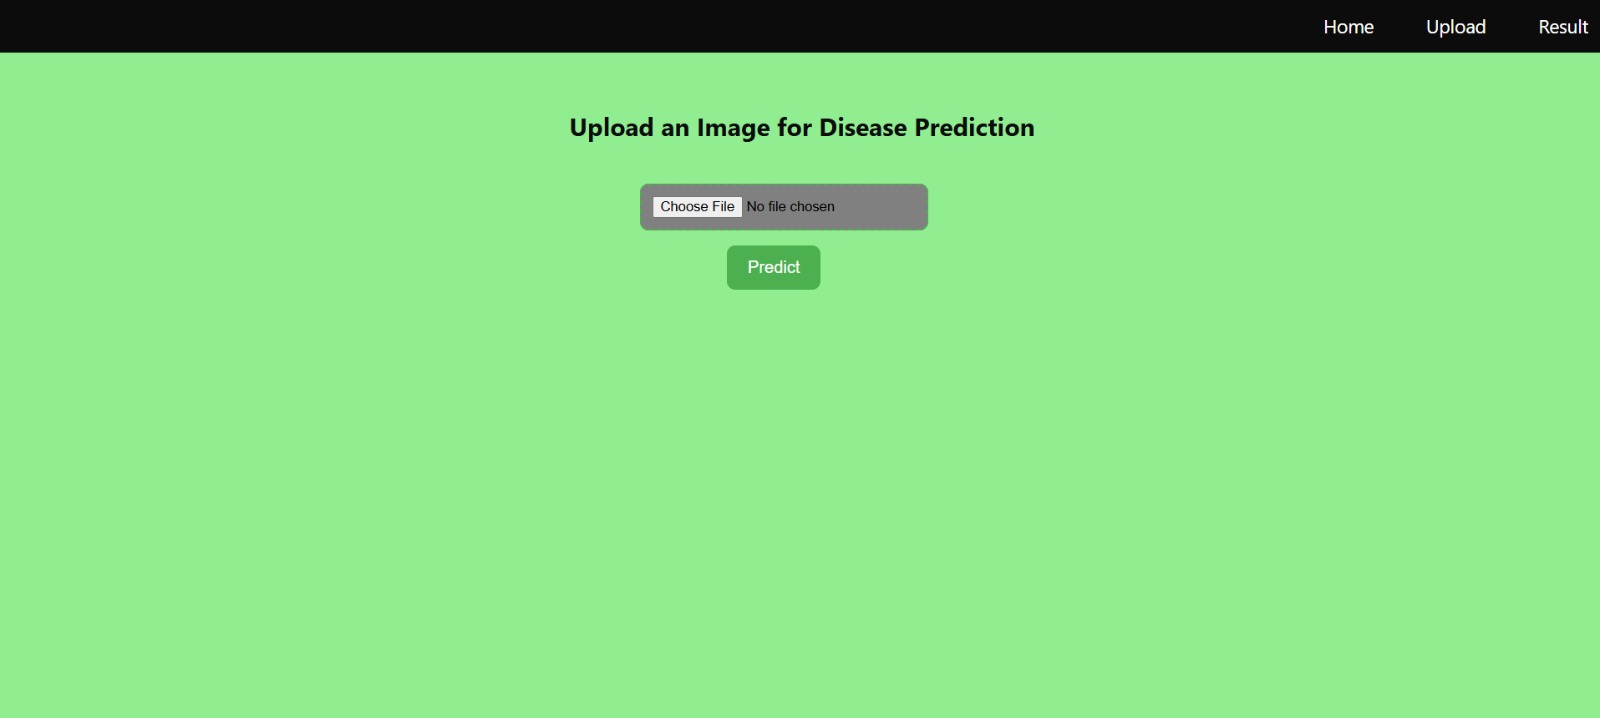 Home Upload Result
Upload an Image for Disease Prediction
Choose File No file chosen
Predict